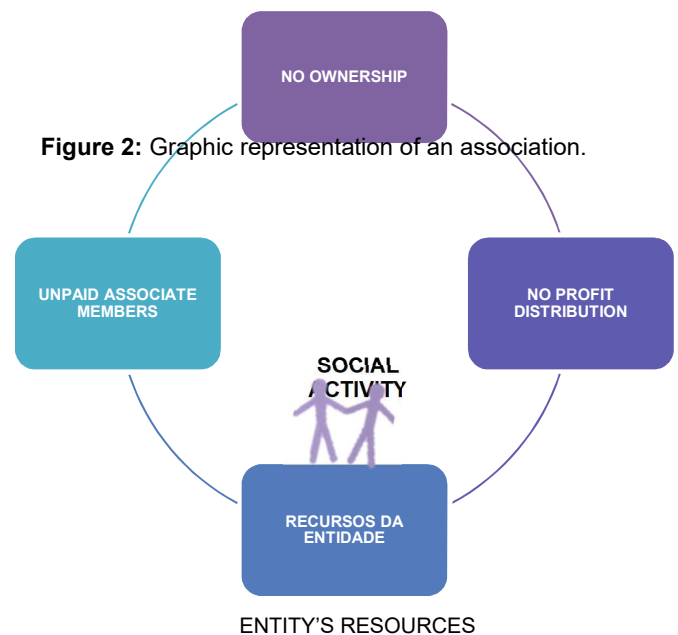 NO OWNERSHIP
Figure 2: Graphic representation of an association.
UNPAID ASSOCIATE
MEMBERS
NO PROFIT
DISTRIBUTION
SOCIAL
ACTIVITY
RECURSOS DA
ENTIDADE
ENTITY'S RESOURCES